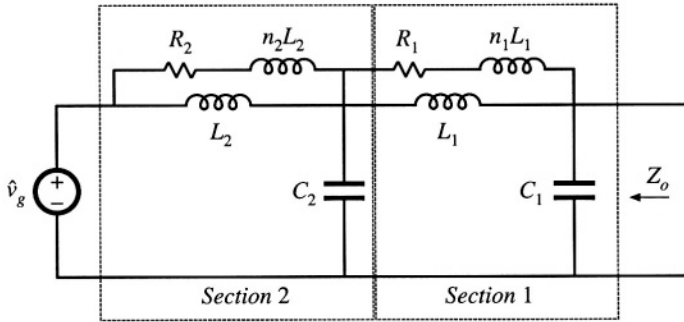 R₂
n₂L₂
R₁
n₁L₁
L₂
L₁
v̂g
+
−
C₂
C₁
Zₒ
Section 2
Section 1